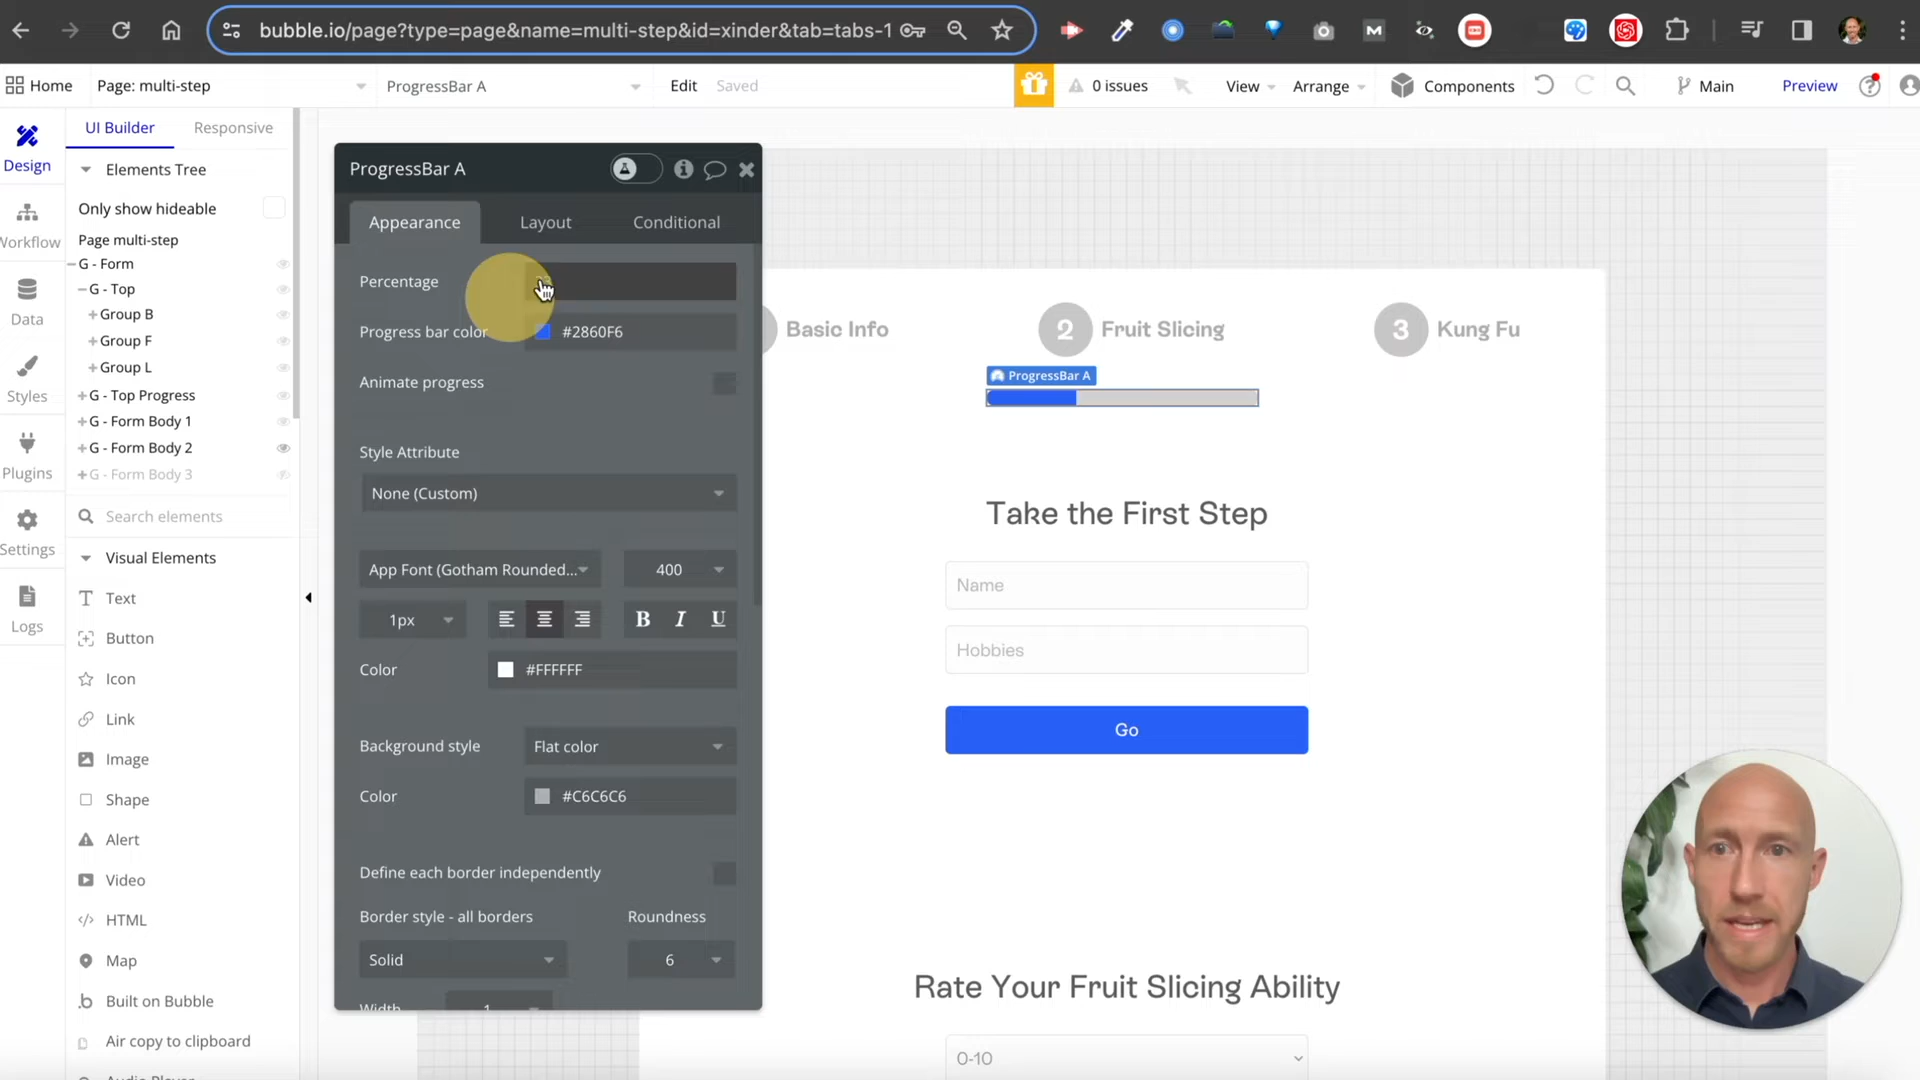 bubble.io/page?type=page&name=multi-step&id=xinder&tab=tabs-1
Home
Page: multi-step
ProgressBar A
Edit
Saved
0 issues
View
Arrange
Components
Main
Preview
UI Builder
Responsive
Design
Workflow
Data
Styles
Plugins
Settings
Logs
Elements Tree
Only show hideable
Page multi-step
G - Form
G - Top
Group B
Group F
Group L
G - Top Progress
G - Form Body 1
G - Form Body 2
G - Form Body 3
Search elements
Visual Elements
Text
Button
Icon
Link
Image
Shape
Alert
Video
HTML
Map
Built on Bubble
Air copy to clipboard
Audio Player
ProgressBar A
Appearance
Layout
Conditional
Percentage
Progress bar color
#2860F6
Animate progress
Style Attribute
None (Custom)
App Font (Gotham Rounded...
400
1px
B I U
Color
#FFFFFF
Background style
Flat color
Color
#C6C6C6
Define each border independently
Border style - all borders
Roundness
Solid
6
Width
1
Basic Info
2 Fruit Slicing
3 Kung Fu
ProgressBar A
Take the First Step
Name
Hobbies
Go
Rate Your Fruit Slicing Ability
0-10